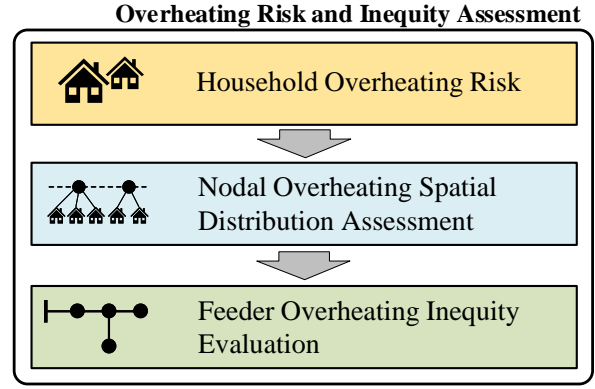 Overheating Risk and Inequity Assessment
Household Overheating Risk
Nodal Overheating Spatial
Distribution Assessment
Feeder Overheating Inequity
Evaluation